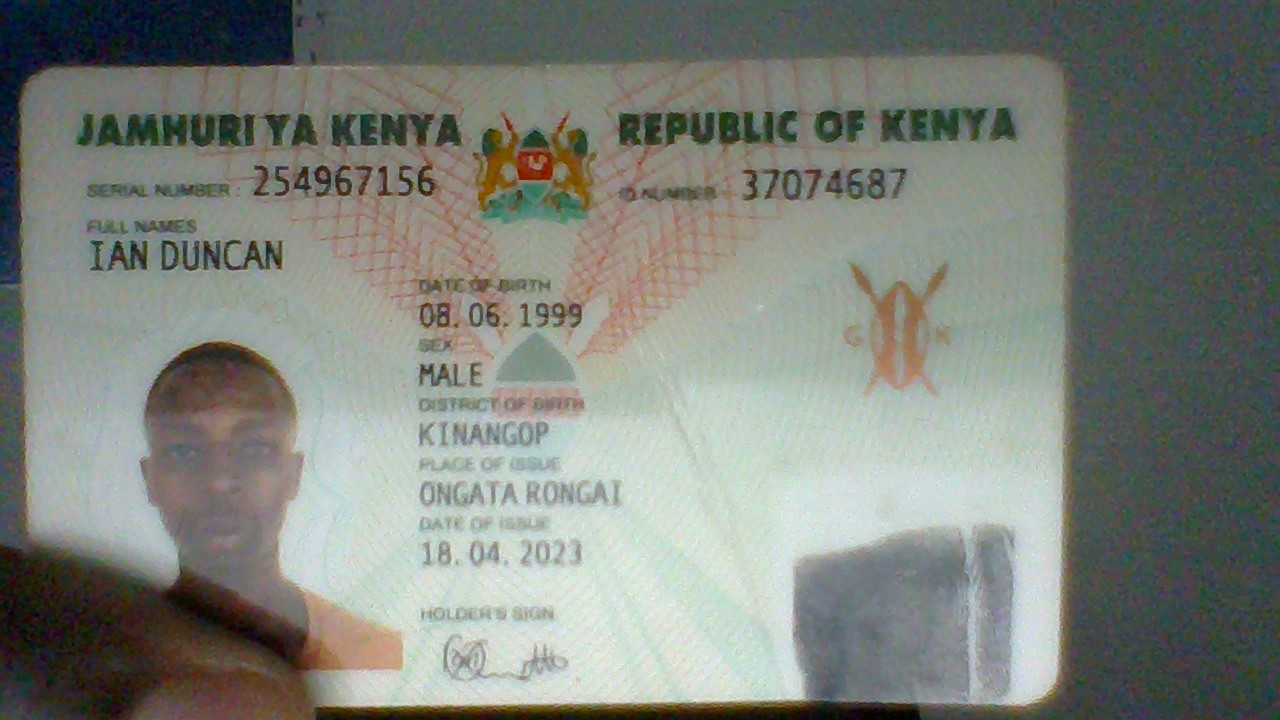 JAMHURI YA KENYA REPUBLIC OF KENYA
SERIAL NUMBER : 254967156 ID NUMBER 37074687
FULL NAMES
IAN DUNCAN
DATE OF BIRTH
08. 06. 1999
SEX
MALE
DISTRICT OF BIRTH
KINANGOP
PLACE OF ISSUE
ONGATA RONGAI
DATE OF ISSUE
18. 04. 2023
HOLDER'S SIGN
G K